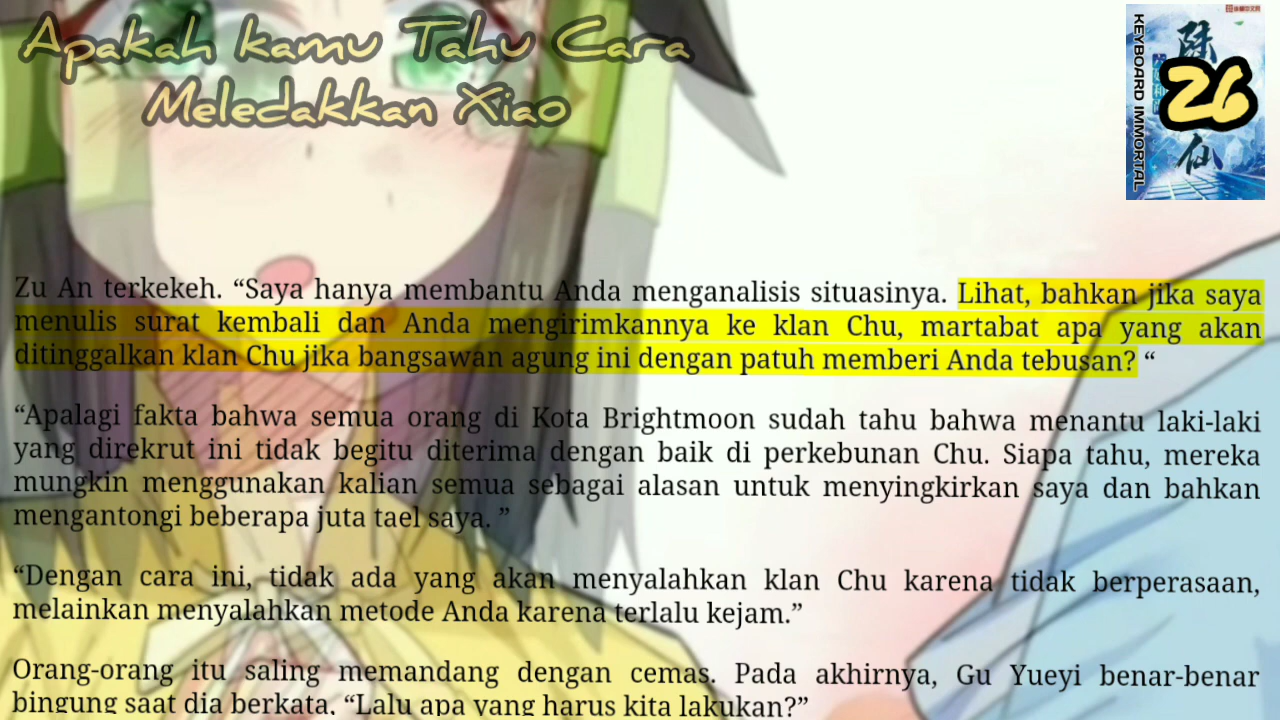 Apakah kamu Tahu Cara
Meledakkan Xiao
KEYBOARD IMMORTAL
陆
26
仙
Zu An terkekeh. “Saya hanya membantu Anda menganalisis situasinya. Lihat, bahkan jika saya
menulis surat kembali dan Anda mengirimkannya ke klan Chu, martabat apa yang akan
ditinggalkan klan Chu jika bangsawan agung ini dengan patuh memberi Anda tebusan? “
“Apalagi fakta bahwa semua orang di Kota Brightmoon sudah tahu bahwa menantu laki-laki
yang direkrut ini tidak begitu diterima dengan baik di perkebunan Chu. Siapa tahu, mereka
mungkin menggunakan kalian semua sebagai alasan untuk menyingkirkan saya dan bahkan
mengantongi beberapa juta tael saya. ”
“Dengan cara ini, tidak ada yang akan menyalahkan klan Chu karena tidak berperasaan,
melainkan menyalahkan metode Anda karena terlalu kejam.”
Orang-orang itu saling memandang dengan cemas. Pada akhirnya, Gu Yueyi benar-benar
bingung saat dia berkata, “Lalu apa yang harus kita lakukan?”